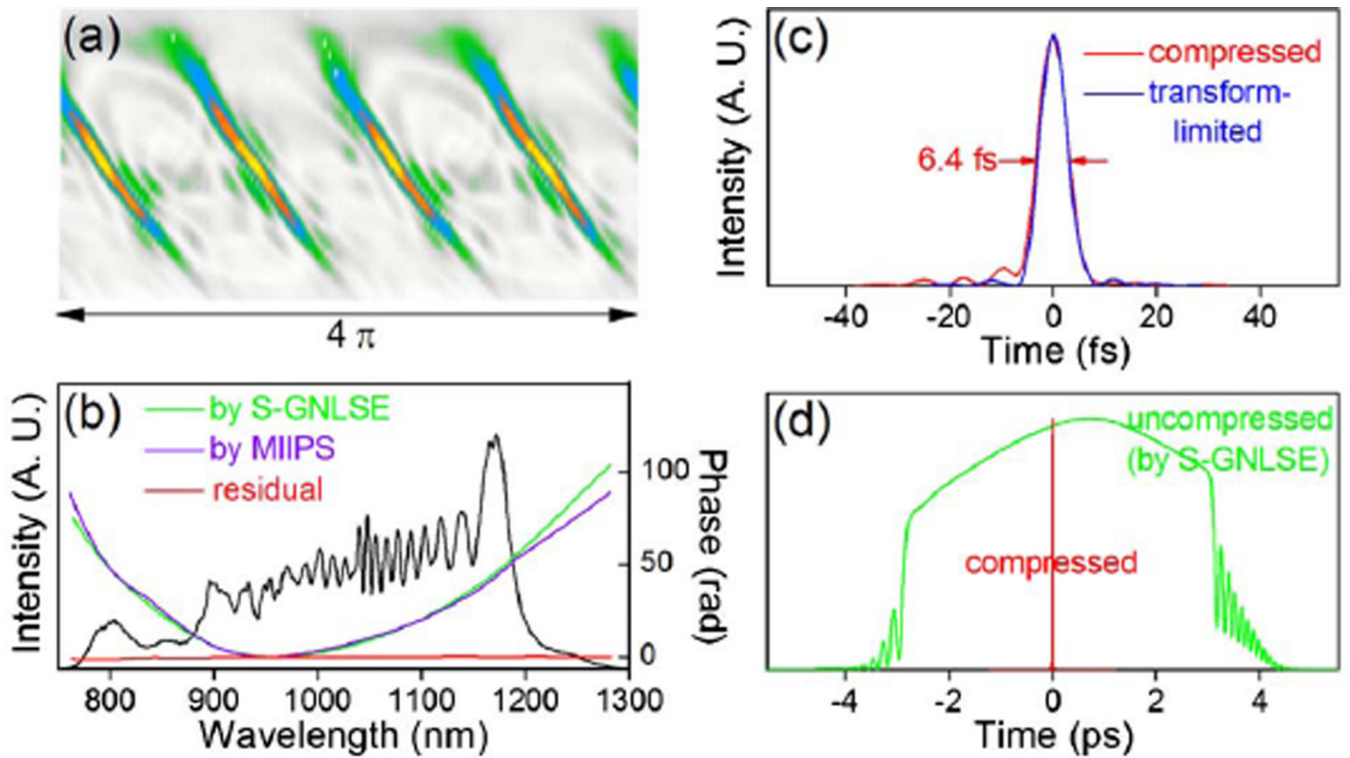 (a)
4 π
(b)
by S-GNLSE
by MIIPS
residual
Intensity (A. U.)
100
50
0
Phase (rad)
800 900 1000 1100 1200 1300
Wavelength (nm)
(c)
compressed
transform-
limited
6.4 fs
Intensity (A. U.)
-40 -20 0 20 40
Time (fs)
(d)
uncompressed
(by S-GNLSE)
compressed
-4 -2 0 2 4
Time (ps)